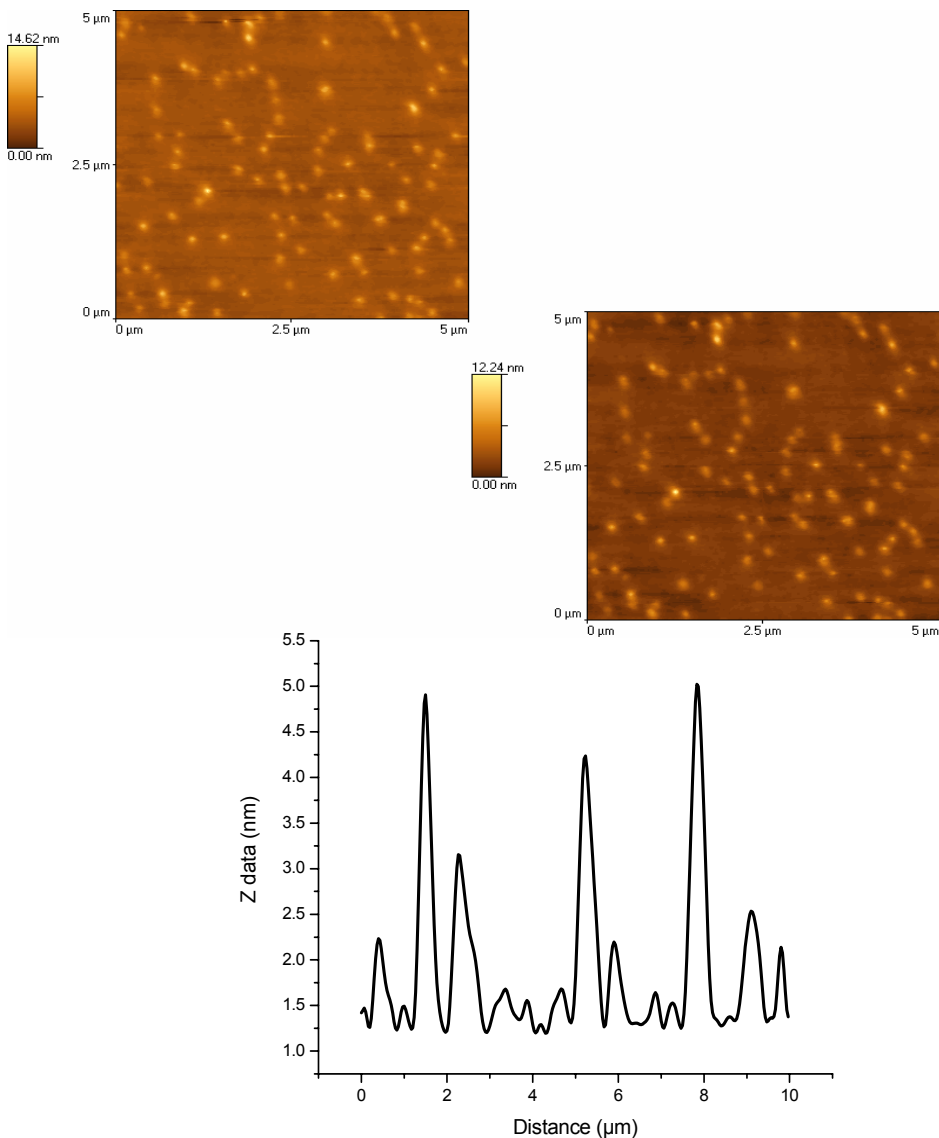 5 µm
14.62 nm
0.00 nm
2.5 µm
0 µm
0 µm 2.5 µm 5 µm
5 µm
12.24 nm
0.00 nm
2.5 µm
0 µm
0 µm 2.5 µm 5 µm
5.5
5.0
4.5
4.0
3.5
3.0
2.5
2.0
1.5
1.0
Z data (nm)
0 2 4 6 8 10
Distance (µm)